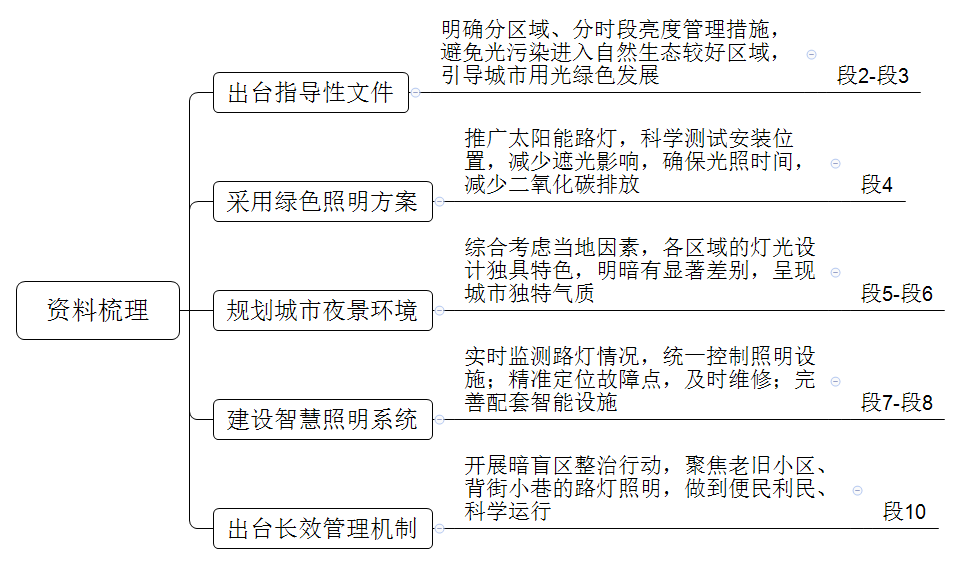 资料梳理
出台指导性文件
明确分区域、分时段亮度管理措施，
避免光污染进入自然生态较好区域，
引导城市用光绿色发展
段2-段3
采用绿色照明方案
推广太阳能路灯，科学测试安装位
置，减少遮光影响，确保光照时间，
减少二氧化碳排放
段4
规划城市夜景环境
综合考虑当地因素，各区域的灯光设
计独具特色，明暗有显著差别，呈现
城市独特气质
段5-段6
建设智慧照明系统
实时监测路灯情况，统一控制照明设
施；精准定位故障点，及时维修；完
善配套智能设施
段7-段8
出台长效管理机制
开展暗盲区整治行动，聚焦老旧小区、
背街小巷的路灯照明，做到便民利民、
科学运行
段10